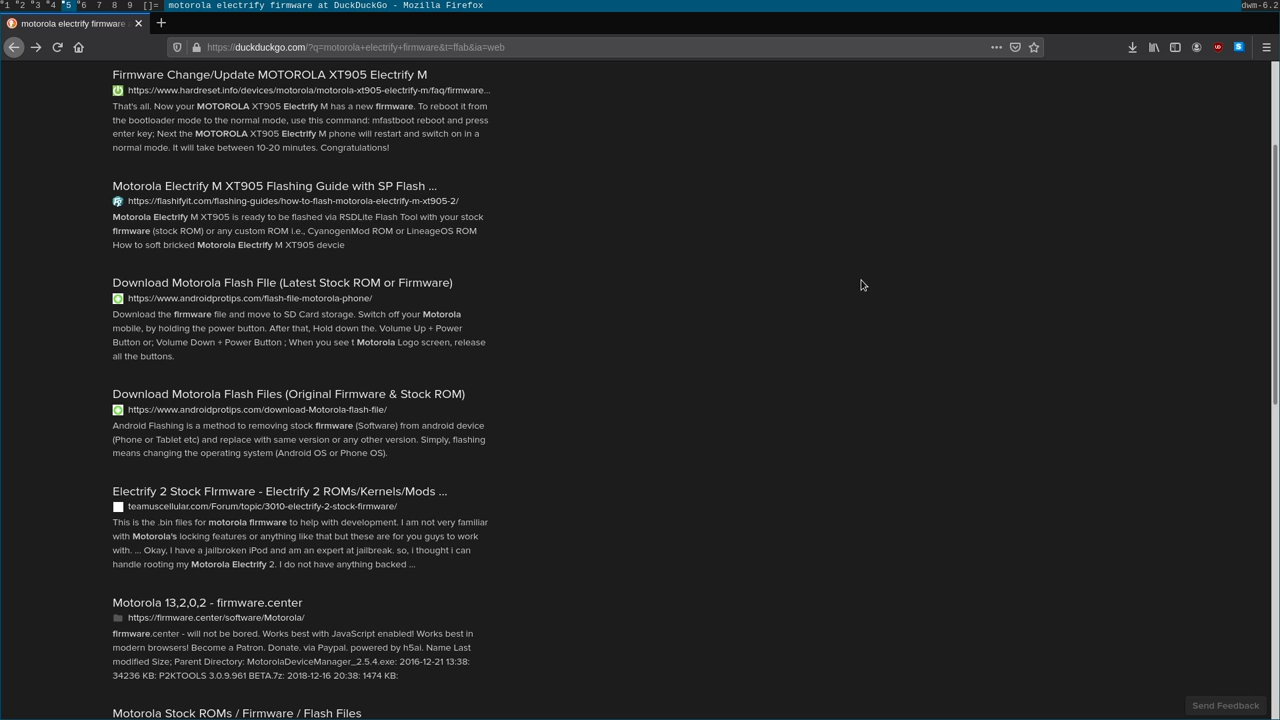 1 2 3 4 5 6 7 8 9 []= motorola electrify firmware at DuckDuckGo - Mozilla Firefox dwm-6.2
motorola electrify firmware
https://duckduckgo.com/?q=motorola+electrify+firmware&t=ffab&ia=web
Firmware Change/Update MOTOROLA XT905 Electrify M
https://www.hardreset.info/devices/motorola/motorola-xt905-electrify-m/faq/firmware...
That's all. Now your MOTOROLA XT905 Electrify M has a new firmware. To reboot it from
the bootloader mode to the normal mode, use this command: mfastboot reboot and press
enter key; Next the MOTOROLA XT905 Electrify M phone will restart and switch on in a
normal mode. It will take between 10-20 minutes. Congratulations!
Motorola Electrify M XT905 Flashing Guide with SP Flash ...
https://flashifyit.com/flashing-guides/how-to-flash-motorola-electrify-m-xt905-2/
Motorola Electrify M XT905 is ready to be flashed via RSDLite Flash Tool with your stock
firmware (stock ROM) or any custom ROM i.e., CyanogenMod ROM or LineageOS ROM
How to soft bricked Motorola Electrify M XT905 devcie
Download Motorola Flash FIle (Latest Stock ROM or Firmware)
https://www.androidprotips.com/flash-file-motorola-phone/
Download the firmware file and move to SD Card storage. Switch off your Motorola
mobile, by holding the power button. After that, Hold down the. Volume Up + Power
Button or; Volume Down + Power Button ; When you see t Motorola Logo screen, release
all the buttons.
Download Motorola Flash Files (Original Firmware & Stock ROM)
https://www.androidprotips.com/download-Motorola-flash-file/
Android Flashing is a method to removing stock firmware (Software) from android device
(Phone or Tablet etc) and replace with same version or any other version. Simply, flashing
means changing the operating system (Android OS or Phone OS).
Electrify 2 Stock FIrmware - Electrify 2 ROMs/Kernels/Mods ...
teamuscellular.com/Forum/topic/3010-electrify-2-stock-firmware/
This is the .bin files for motorola firmware to help with development. I am not very familiar
with Motorola's locking features or anything like that but these are for you guys to work
with. ... Okay, I have a jailbroken iPod and am an expert at jailbreak. so, i thought i can
handle rooting my Motorola Electrify 2. I do not have anything backed ...
Motorola 13,2,0,2 - firmware.center
https://firmware.center/software/Motorola/
firmware.center - will not be bored. Works best with JavaScript enabled! Works best in
modern browsers! Become a Patron. Donate. via Paypal. powered by h5ai. Name Last
modified Size; Parent Directory: MotorolaDeviceManager_2.5.4.exe: 2016-12-21 13:38:
34236 KB: P2KTOOLS 3.0.9.961 BETA.7z: 2018-12-16 20:38: 1474 KB:
Send Feedback
Motorola Stock ROMs / Firmware / Flash Files